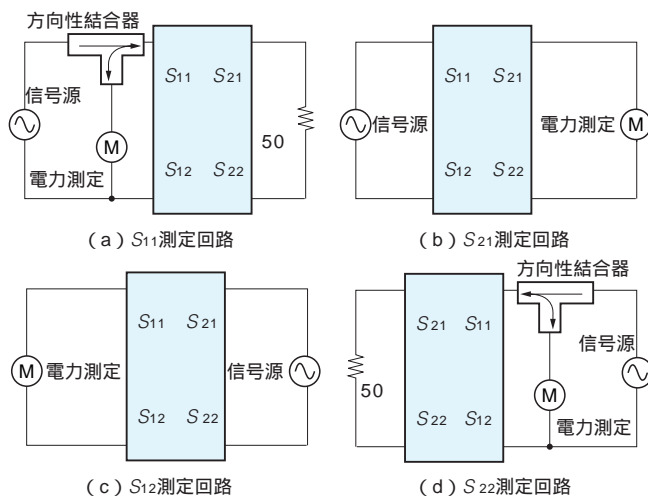 方向性結合器
信号源
M
電力測定
S11 S21
S12 S22
50
(a) S11測定回路
信号源
S11 S21
S12 S22
電力測定 M
(b) S21測定回路
M 電力測定
S11 S21
S12 S22
信号源
(c) S12測定回路
方向性結合器
50
S21 S11
S22 S12
信号源
M
電力測定
(d) S22測定回路